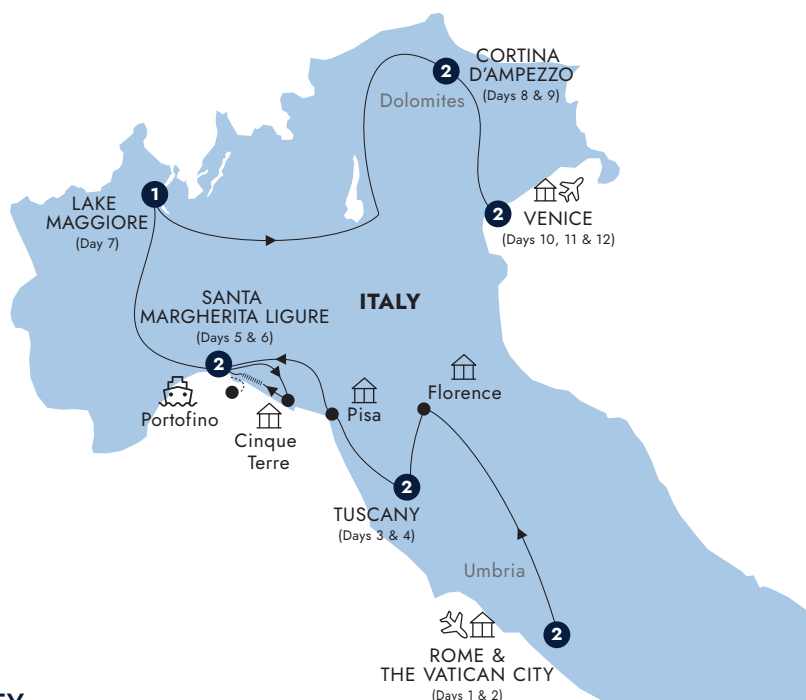 2
CORTINA
D'AMPEZZO
(Days 8 & 9)
Dolomites
1
LAKE
MAGGIORE
(Day 7)
2
VENICE
(Days 10, 11 & 12)
SANTA
MARGHERITA LIGURE
(Days 5 & 6)
ITALY
2
Portofino
Cinque
Terre
Pisa
Florence
2
TUSCANY
(Days 3 & 4)
Umbria
2
ROME &
THE VATICAN CITY
(Days 1 & 2)